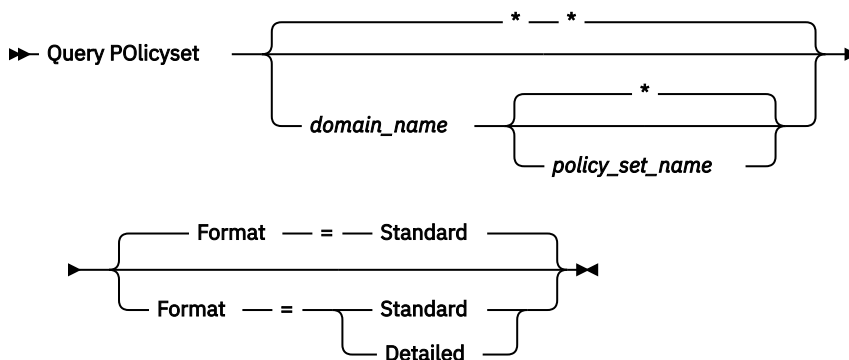 * *
Query POlicyset
*
domain_name
policy_set_name
Format = Standard
Format = Standard
Detailed